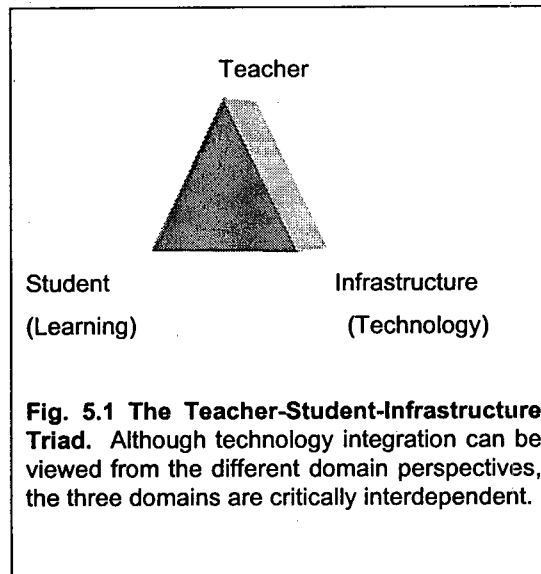 Teacher
Student Infrastructure
(Learning) (Technology)
Fig. 5.1 The Teacher-Student-Infrastructure
Triad. Although technology integration can be
viewed from the different domain perspectives,
the three domains are critically interdependent.